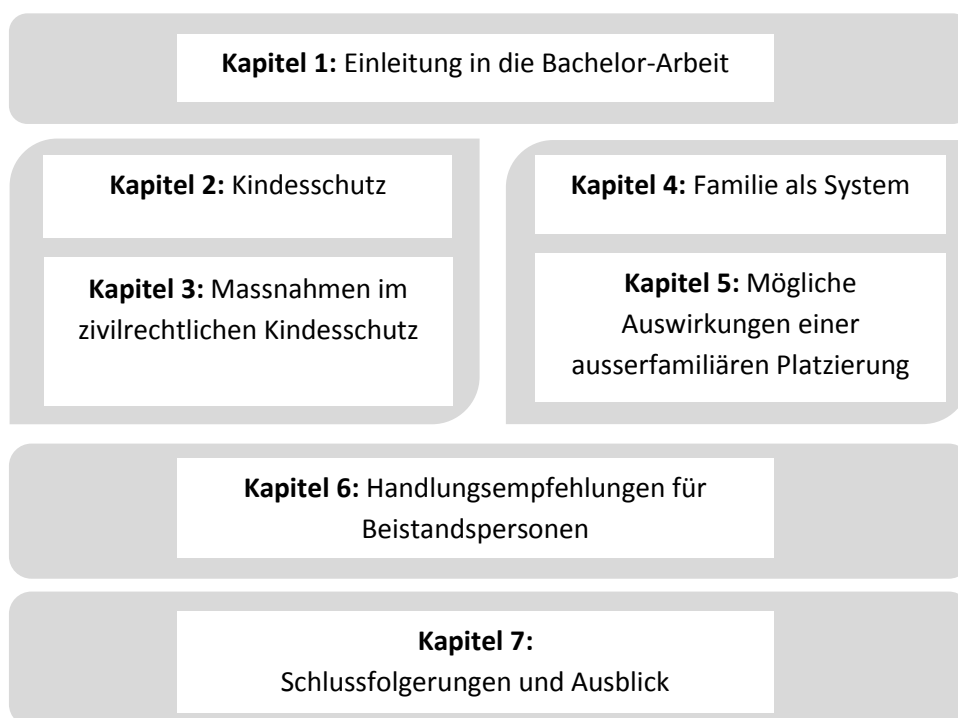 Kapitel 1: Einleitung in die Bachelor-Arbeit
Kapitel 2: Kindesschutz
Kapitel 3: Massnahmen im
zivilrechtlichen Kindesschutz
Kapitel 4: Familie als System
Kapitel 5: Mögliche
Auswirkungen einer
ausserfamiliären Platzierung
Kapitel 6: Handlungsempfehlungen für
Beistandspersonen
Kapitel 7:
Schlussfolgerungen und Ausblick